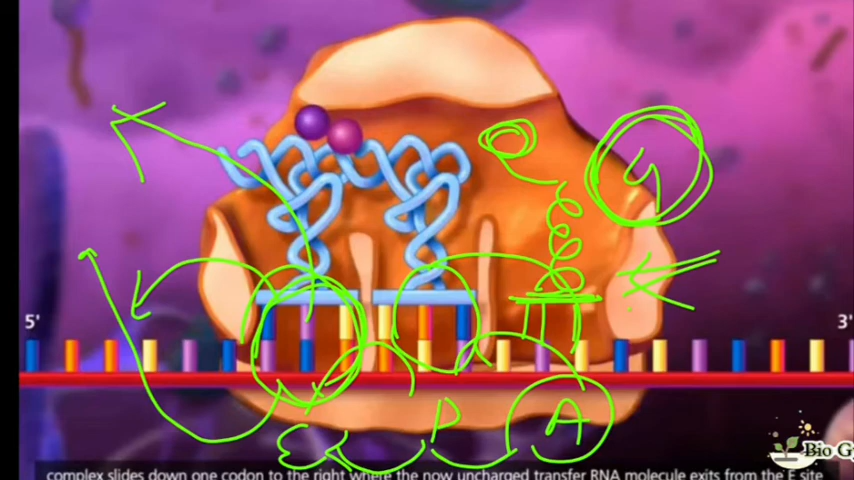 5'
3'
E P A
Bio G
complex slides down one codon to the right where the now uncharged transfer RNA molecule exits from the E site